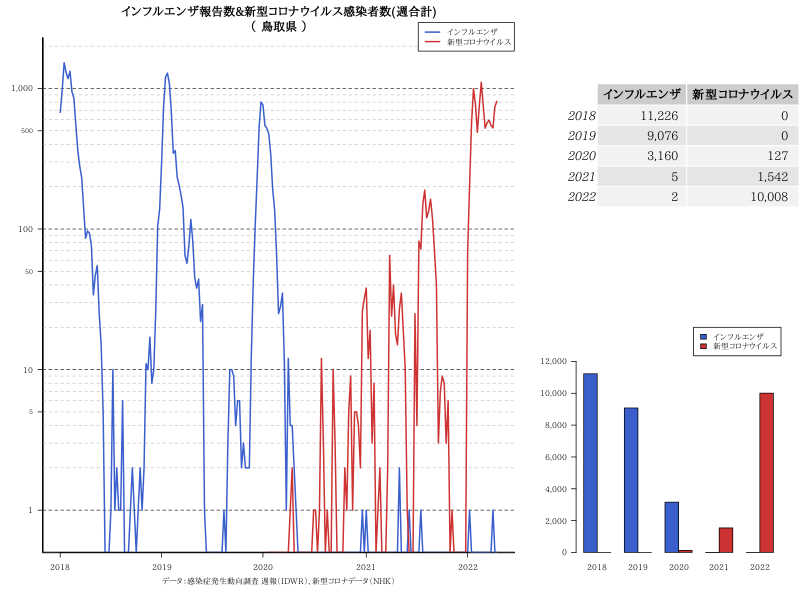 インフルエンザ報告数&新型コロナウイルス感染者数(週合計)
( 鳥取県 )
インフルエンザ
新型コロナウイルス
1,000
500
100
60
10
5
1
2018 2019 2020 2021 2022
データ：感染症発生動向調査 週報(IDWR)、新型コロナデータ(NHK)
インフルエンザ 新型コロナウイルス
2018 11,226 0
2019 9,076 0
2020 3,160 127
2021 5 1,542
2022 2 10,008
インフルエンザ
新型コロナウイルス
12,000
10,000
8,000
6,000
4,000
2,000
0
2018 2019 2020 2021 2022